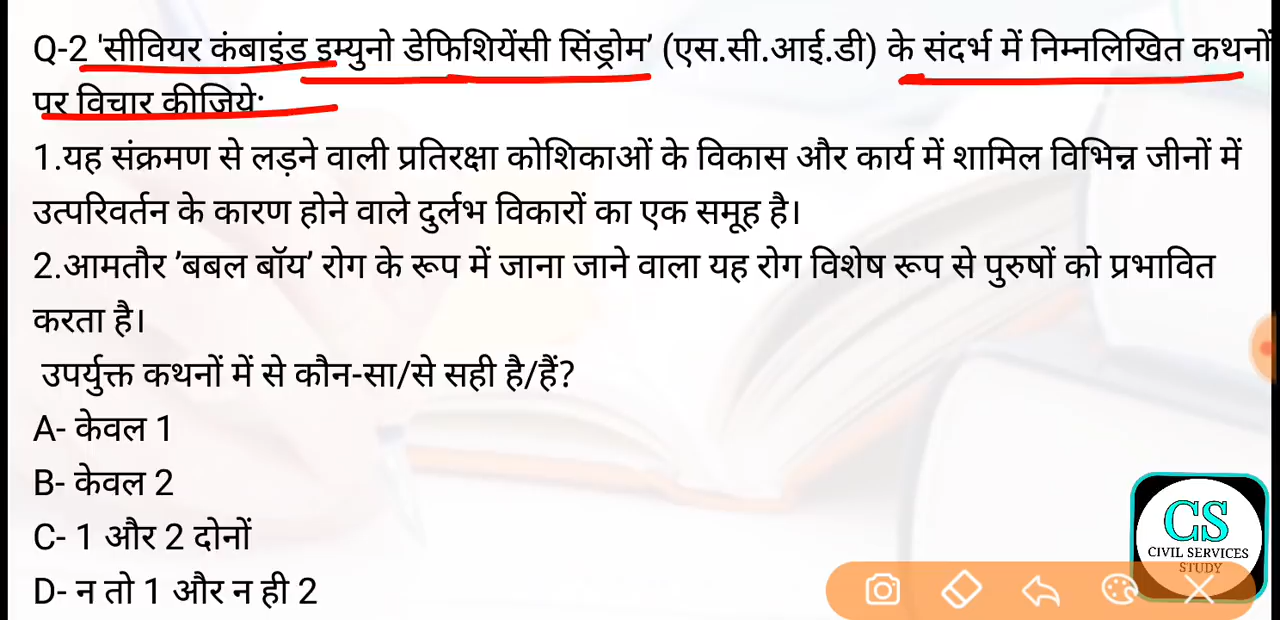 Q-2 'सीवियर कंबाइंड इम्युनो डेफिशियेंसी सिंड्रोम’ (एस.सी.आई.डी) के संदर्भ में निम्नलिखित कथनों
पर विचार कीजिये:
1.यह संक्रमण से लड़ने वाली प्रतिरक्षा कोशिकाओं के विकास और कार्य में शामिल विभिन्न जीनों में
उत्परिवर्तन के कारण होने वाले दुर्लभ विकारों का एक समूह है।
2.आमतौर ’बबल बॉय’ रोग के रूप में जाना जाने वाला यह रोग विशेष रूप से पुरुषों को प्रभावित
करता है।
उपर्युक्त कथनों में से कौन-सा/से सही है/हैं?
A- केवल 1
B- केवल 2
C- 1 और 2 दोनों
D- न तो 1 और न ही 2
CS
CIVIL SERVICES
STUDY